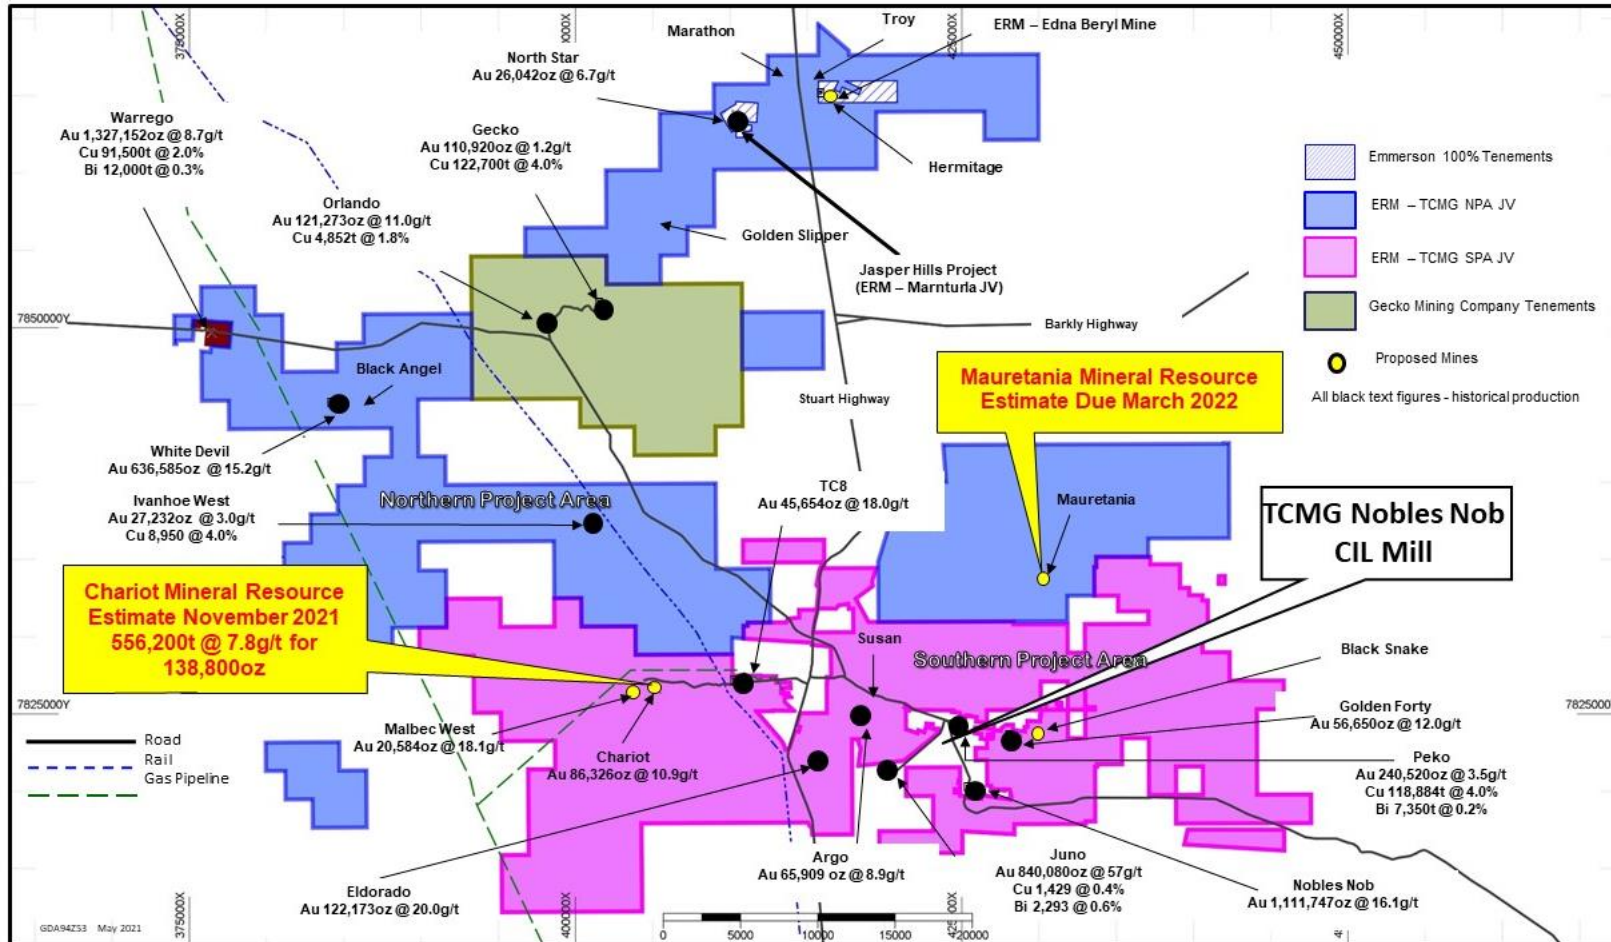 375000X
000X
425000X
450000X
Marathon
Troy
ERM – Edna Beryl Mine
North Star
Au 26,042oz @ 6.7g/t
Warrego
Au 1,327,152oz @ 8.7g/t
Cu 91,500t @ 2.0%
Bi 12,000t @ 0.3%
Gecko
Au 110,920oz @ 1.2g/t
Cu 122,700t @ 4.0%
Hermitage
Emmerson 100% Tenements
ERM – TCMG NPA JV
ERM – TCMG SPA JV
Gecko Mining Company Tenements
Proposed Mines
All black text figures - historical production
Orlando
Au 121,273oz @ 11.0g/t
Cu 4,852t @ 1.8%
Golden Slipper
Jasper Hills Project
(ERM – Marnturla JV)
7850000Y
Barkly Highway
Black Angel
Stuart Highway
Mauretania Mineral Resource
Estimate Due March 2022
White Devil
Au 636,585oz @ 15.2g/t
Ivanhoe West
Au 27,232oz @ 3.0g/t
Cu 8,950 @ 4.0%
Northern Project Area
TC8
Au 45,654oz @ 18.0g/t
Mauretania
TCMG Nobles Nob
CIL Mill
Chariot Mineral Resource
Estimate November 2021
556,200t @ 7.8g/t for
138,800oz
Susan
Southern Project Area
Black Snake
7825000Y
7825000Y
Golden Forty
Au 56,650oz @ 12.0g/t
Malbec West
Au 20,584oz @ 18.1g/t
Chariot
Au 86,326oz @ 10.9g/t
Peko
Au 240,520oz @ 3.5g/t
Cu 118,884t @ 4.0%
Bi 7,350t @ 0.2%
Road
Rail
Gas Pipeline
Argo
Au 65,909 oz @ 8.9g/t
Juno
Au 840,080oz @ 57g/t
Cu 1,429 @ 0.4%
Bi 2,293 @ 0.6%
Nobles Nob
Au 1,111,747oz @ 16.1g/t
Eldorado
Au 122,173oz @ 20.0g/t
GDA94Z53 May 2021
375000X
400000X
425000X
0 5000 10000 15000 420000